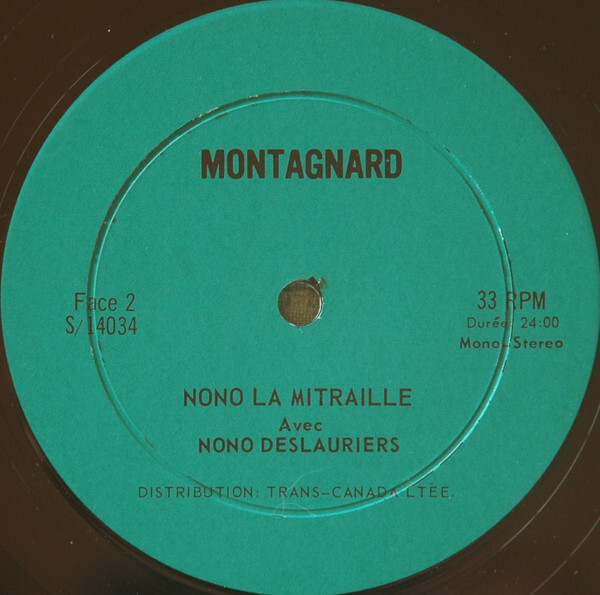 MONTAGNARD
Face 2
S/14034
33 RPM
Durée: 24:00
Mono-Stereo
NONO LA MITRAILLE
Avec
NONO DESLAURIERS
DISTRIBUTION: TRANS-CANADA LTEE.